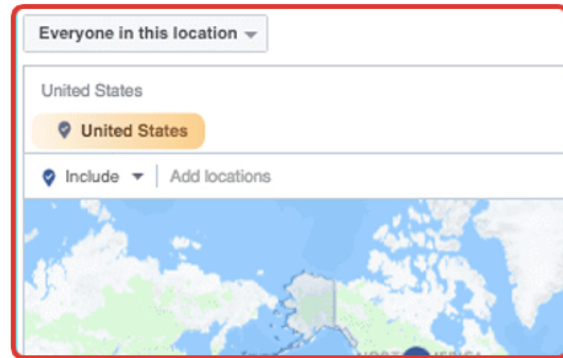 Everyone in this location
United States
United States
Include Add locations